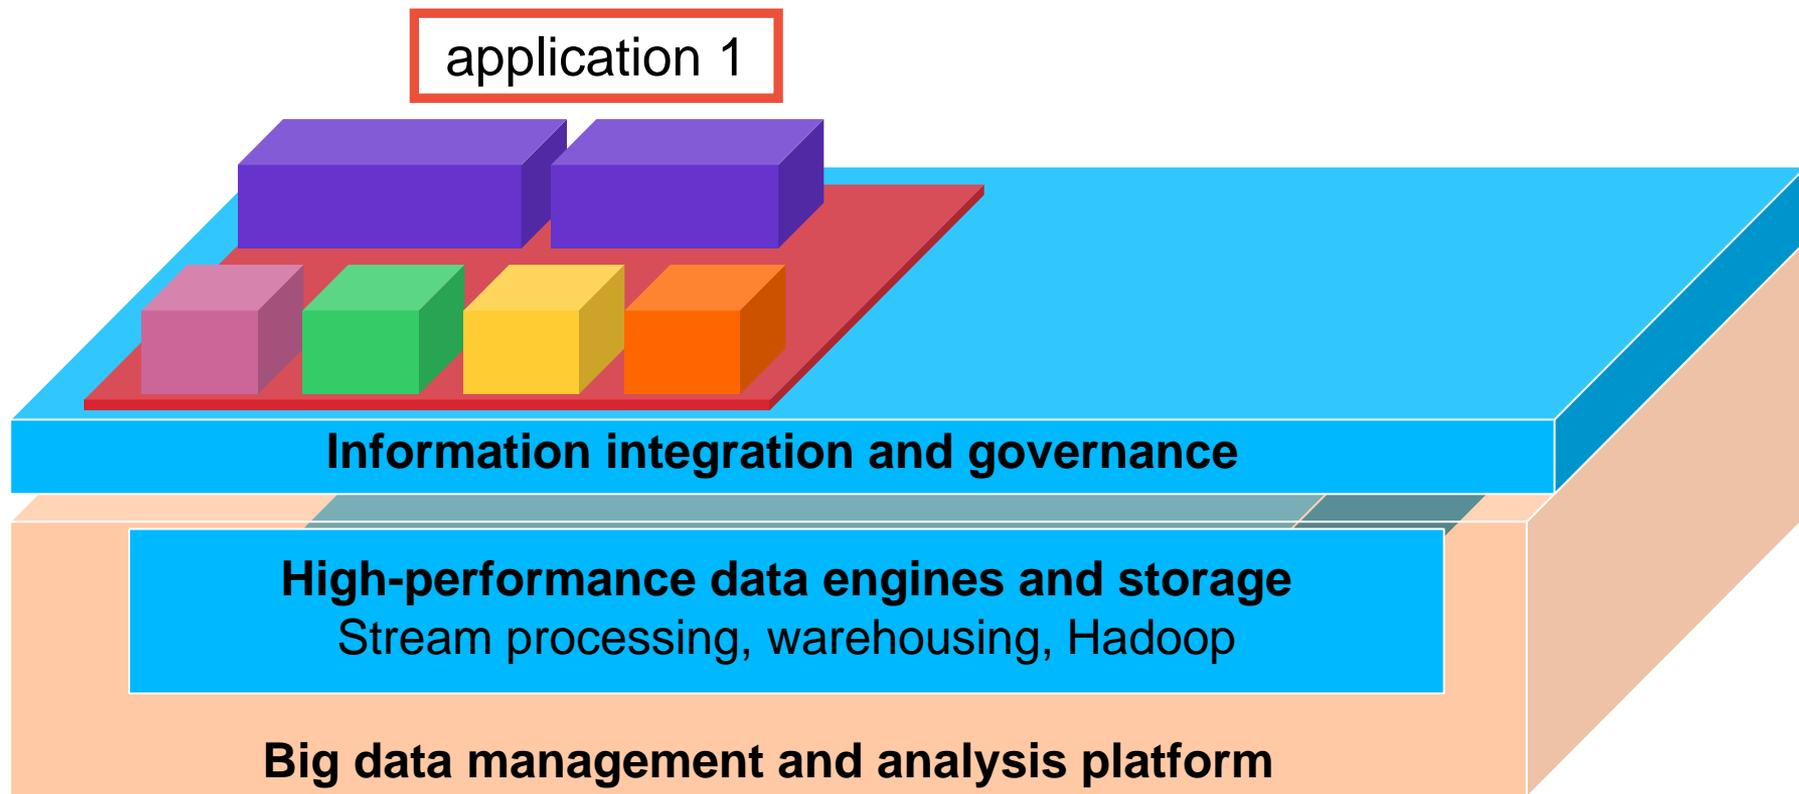 application 1
Information integration and governance
High-performance data engines and storage
Stream processing, warehousing, Hadoop
Big data management and analysis platform